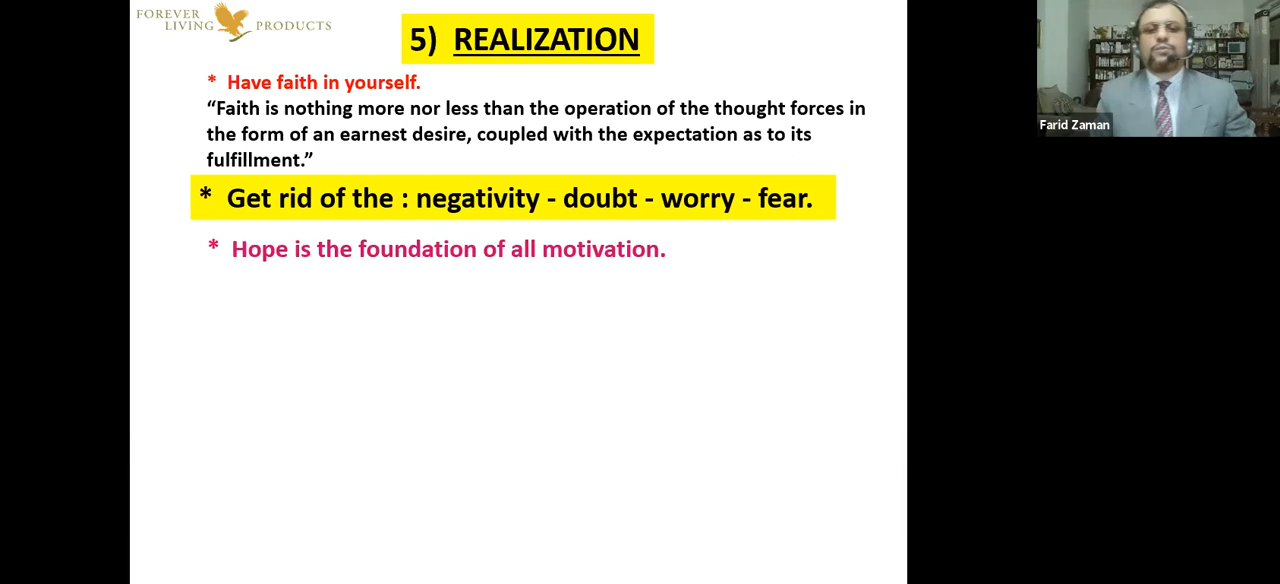 FOREVER
LIVING PRODUCTS
5) REALIZATION
* Have faith in yourself.
“Faith is nothing more nor less than the operation of the thought forces in
the form of an earnest desire, coupled with the expectation as to its
fulfillment.”
* Get rid of the : negativity - doubt - worry - fear.
* Hope is the foundation of all motivation.
Farid Zaman